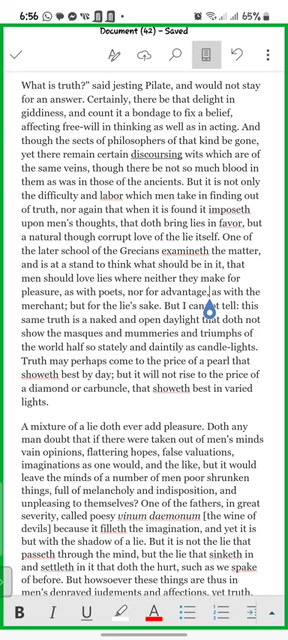 6:56
65%
Document (42) – Saved
What is truth?" said jesting Pilate, and would not stay
for an answer. Certainly, there be that delight in
giddiness, and count it a bondage to fix a belief,
affecting free-will in thinking as well as in acting. And
though the sects of philosophers of that kind be gone,
yet there remain certain discoursing wits which are of
the same veins, though there be not so much blood in
them as was in those of the ancients. But it is not only
the difficulty and labor which men take in finding out
of truth, nor again that when it is found it imposeth
upon men's thoughts, that doth bring lies in favor, but
a natural though corrupt love of the lie itself. One of
the later school of the Grecians examineth the matter,
and is at a stand to think what should be in it, that
men should love lies where neither they make for
pleasure, as with poets, nor for advantage, as with the
merchant; but for the lie's sake. But I cannot tell: this
same truth is a naked and open daylight that doth not
show the masques and mummeries and triumphs of
the world half so stately and daintily as candle-lights.
Truth may perhaps come to the price of a pearl that
showeth best by day; but it will not rise to the price of
a diamond or carbuncle, that showeth best in varied
lights.
A mixture of a lie doth ever add pleasure. Doth any
man doubt that if there were taken out of men's minds
vain opinions, flattering hopes, false valuations,
imaginations as one would, and the like, but it would
leave the minds of a number of men poor shrunken
things, full of melancholy and indisposition, and
unpleasing to themselves? One of the fathers, in great
severity, called poesy vinum daemonum [the wine of
devils] because it filleth the imagination, and yet it is
but with the shadow of a lie. But it is not the lie that
passeth through the mind, but the lie that sinketh in
and settleth in it that doth the hurt, such as we spake
of before. But howsoever these things are thus in
men's depraved judgments and affections, yet truth,
B I U A